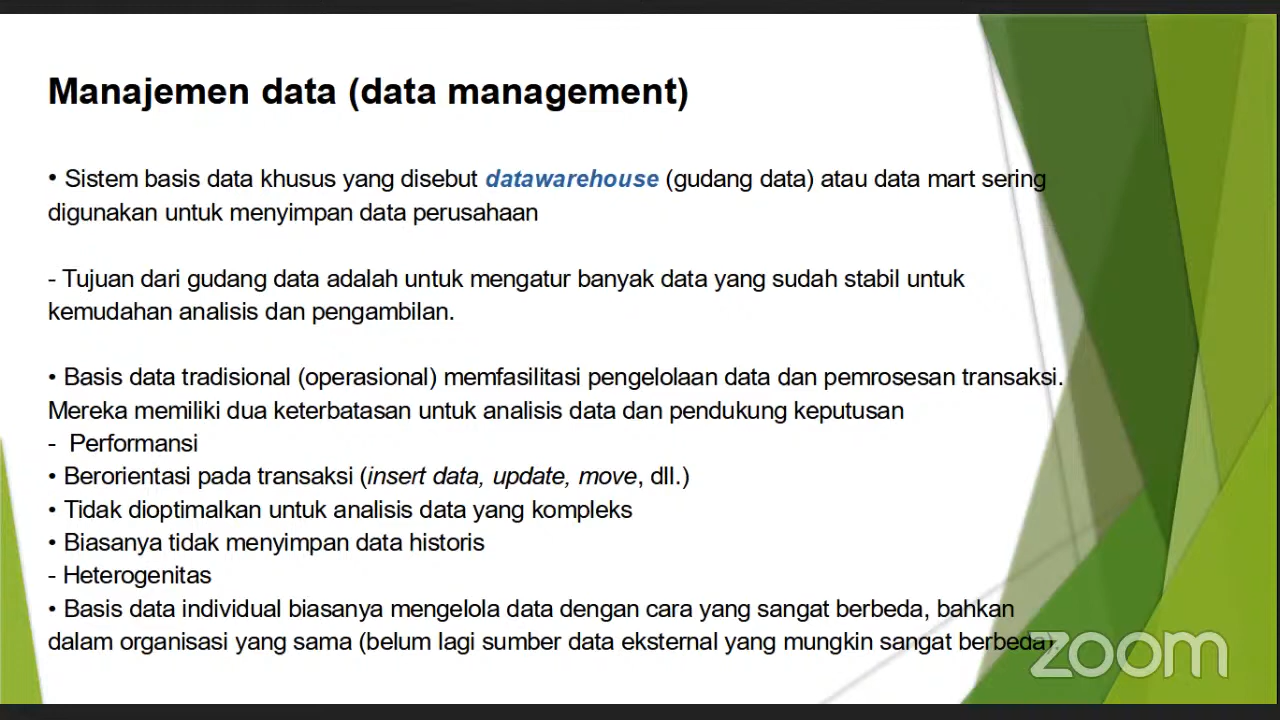 Manajemen data (data management)
• Sistem basis data khusus yang disebut datawarehouse (gudang data) atau data mart sering
digunakan untuk menyimpan data perusahaan
- Tujuan dari gudang data adalah untuk mengatur banyak data yang sudah stabil untuk
kemudahan analisis dan pengambilan.
• Basis data tradisional (operasional) memfasilitasi pengelolaan data dan pemrosesan transaksi.
Mereka memiliki dua keterbatasan untuk analisis data dan pendukung keputusan
- Performansi
• Berorientasi pada transaksi (insert data, update, move, dll.)
• Tidak dioptimalkan untuk analisis data yang kompleks
• Biasanya tidak menyimpan data historis
- Heterogenitas
• Basis data individual biasanya mengelola data dengan cara yang sangat berbeda, bahkan
dalam organisasi yang sama (belum lagi sumber data eksternal yang mungkin sangat berbeda).
zoom